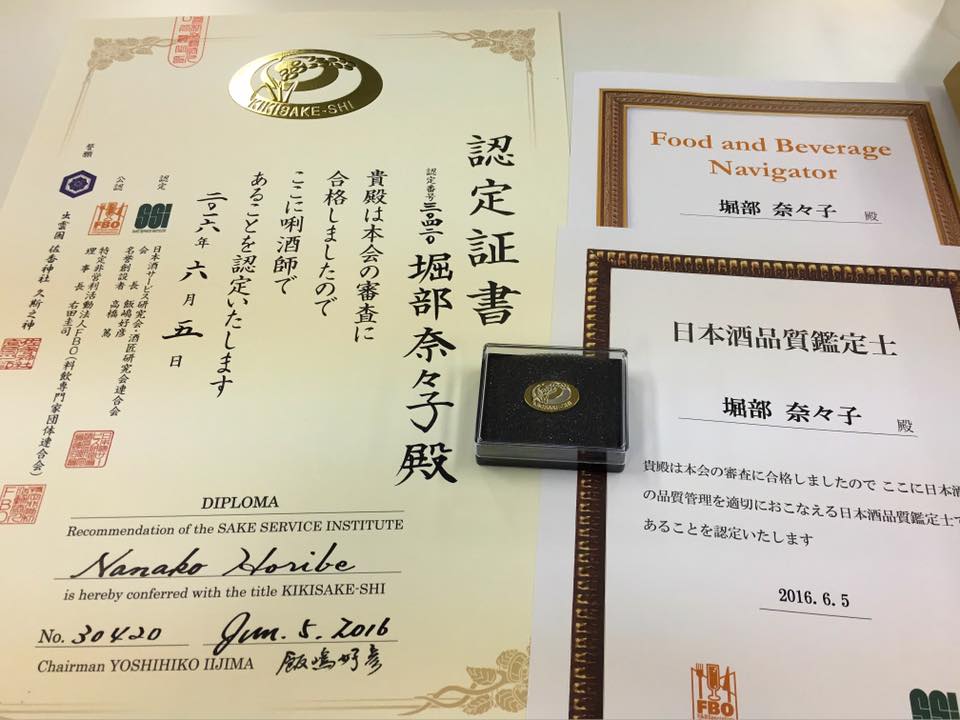 KIKISAKE-SHI
認定証書
認定番号三〇四二〇
堀部奈々子殿
貴殿は本会の審査に
合格しましたので
ここに唎酒師で
あることを認定いたします
二〇一六年六月五日
認定
SSI
日本酒サービス研究会・酒匠研究会連合会
会長 飯嶋好彦
名誉創設者 高橋篤
公認
FBO
特定非営利活動法人FBO(料飲専門家団体連合会)
理事長 右田圭司
誓願
出雲国 佐香神社 久斯之神
DIPLOMA
Recommendation of the SAKE SERVICE INSTITUTE
Nanako Horibe
is hereby conferred with the title KIKISAKE-SHI
No. 30420 Jun. 5. 2016
Chairman YOSHIHIKO IIJIMA 飯嶋好彦
KIKISAKE-SHI
Food and Beverage
Navigator
堀部 奈々子 殿
日本酒品質鑑定士
堀部 奈々子 殿
貴殿は本会の審査に合格しましたので ここに日本酒
の品質管理を適切におこなえる日本酒品質鑑定士で
あることを認定いたします
2016.6.5
FBO
SSI